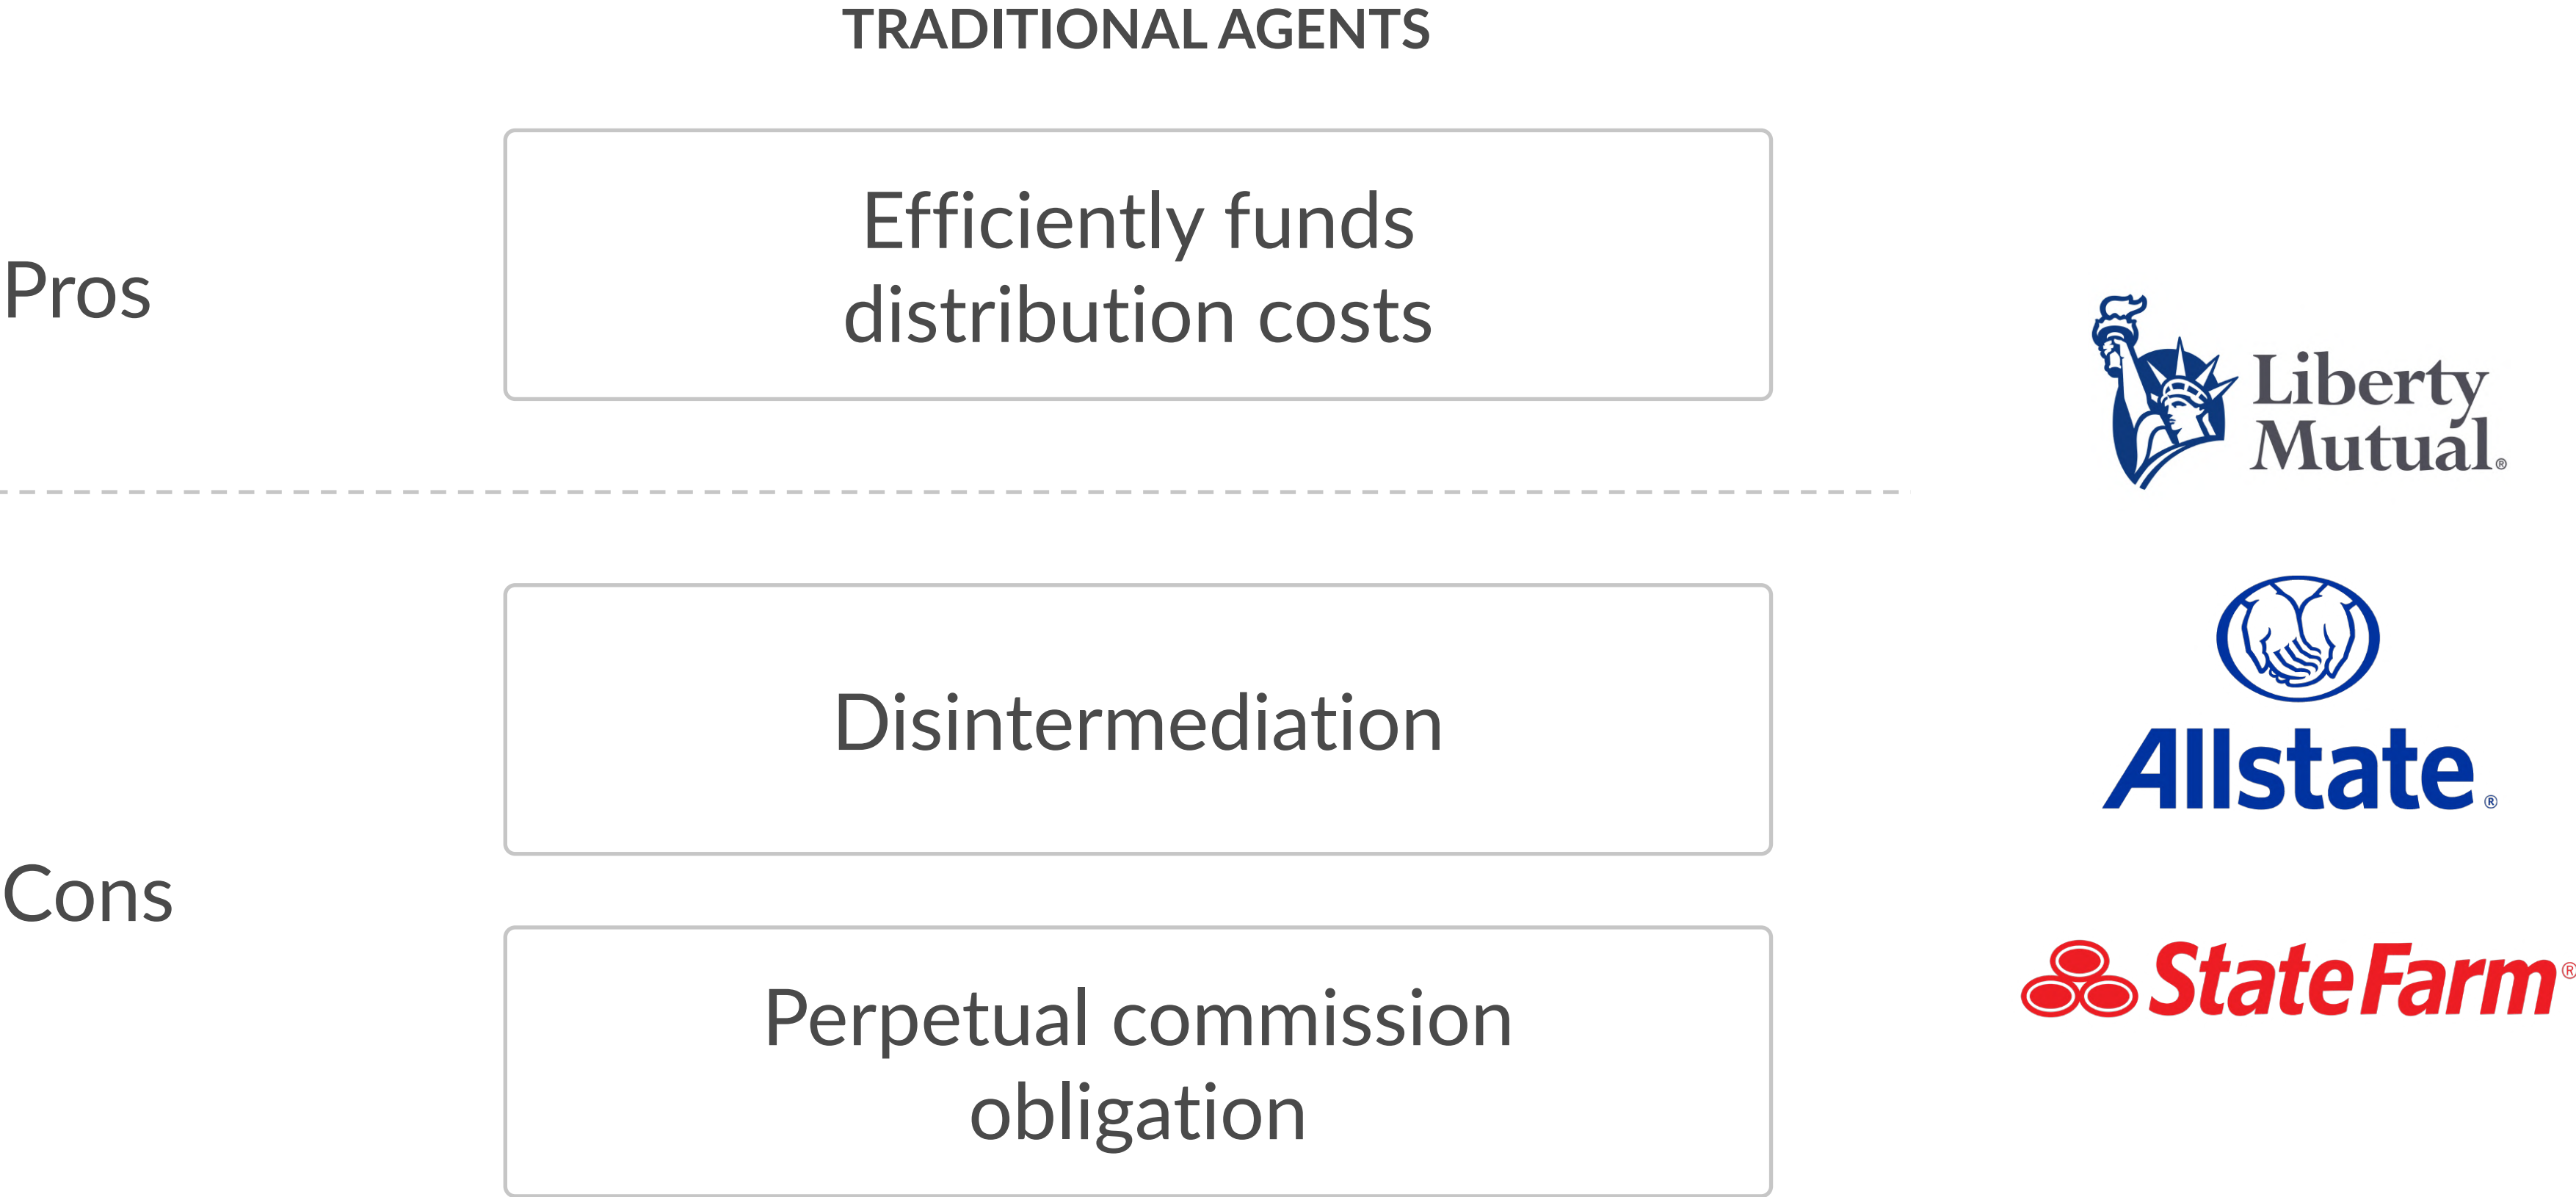 TRADITIONAL AGENTS
Pros
Efficiently funds
distribution costs
Liberty
Mutual®
Cons
Disintermediation
Allstate®
Perpetual commission
obligation
StateFarm®